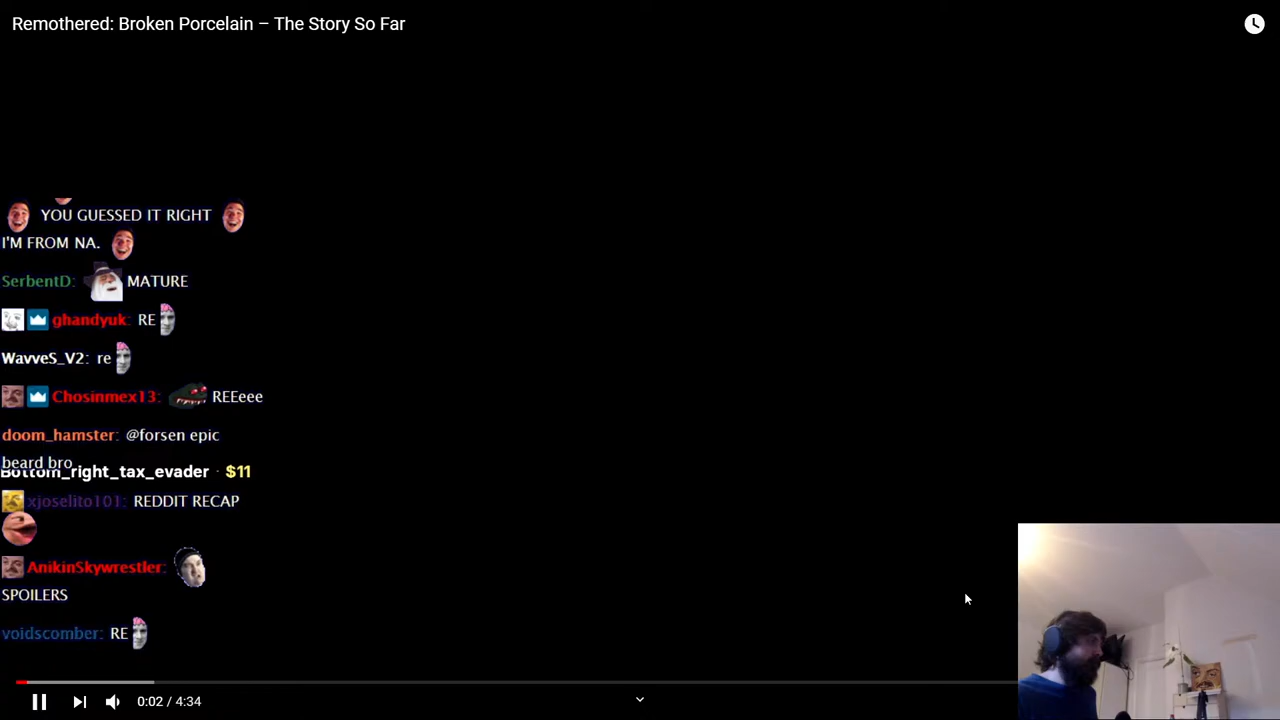 Remothered: Broken Porcelain – The Story So Far
YOU GUESSED IT RIGHT
I'M FROM NA.
SerbentD: MATURE
ghandyuk: RE
WavveS_V2: re
Chosinmex13: REEeee
doom_hamster: @forsen epic
beard bro
Bottom_right_tax_evader · $11
xjoselito101: REDDIT RECAP
AnikinSkywrestler:
SPOILERS
voidscomber: RE
0:02 / 4:34